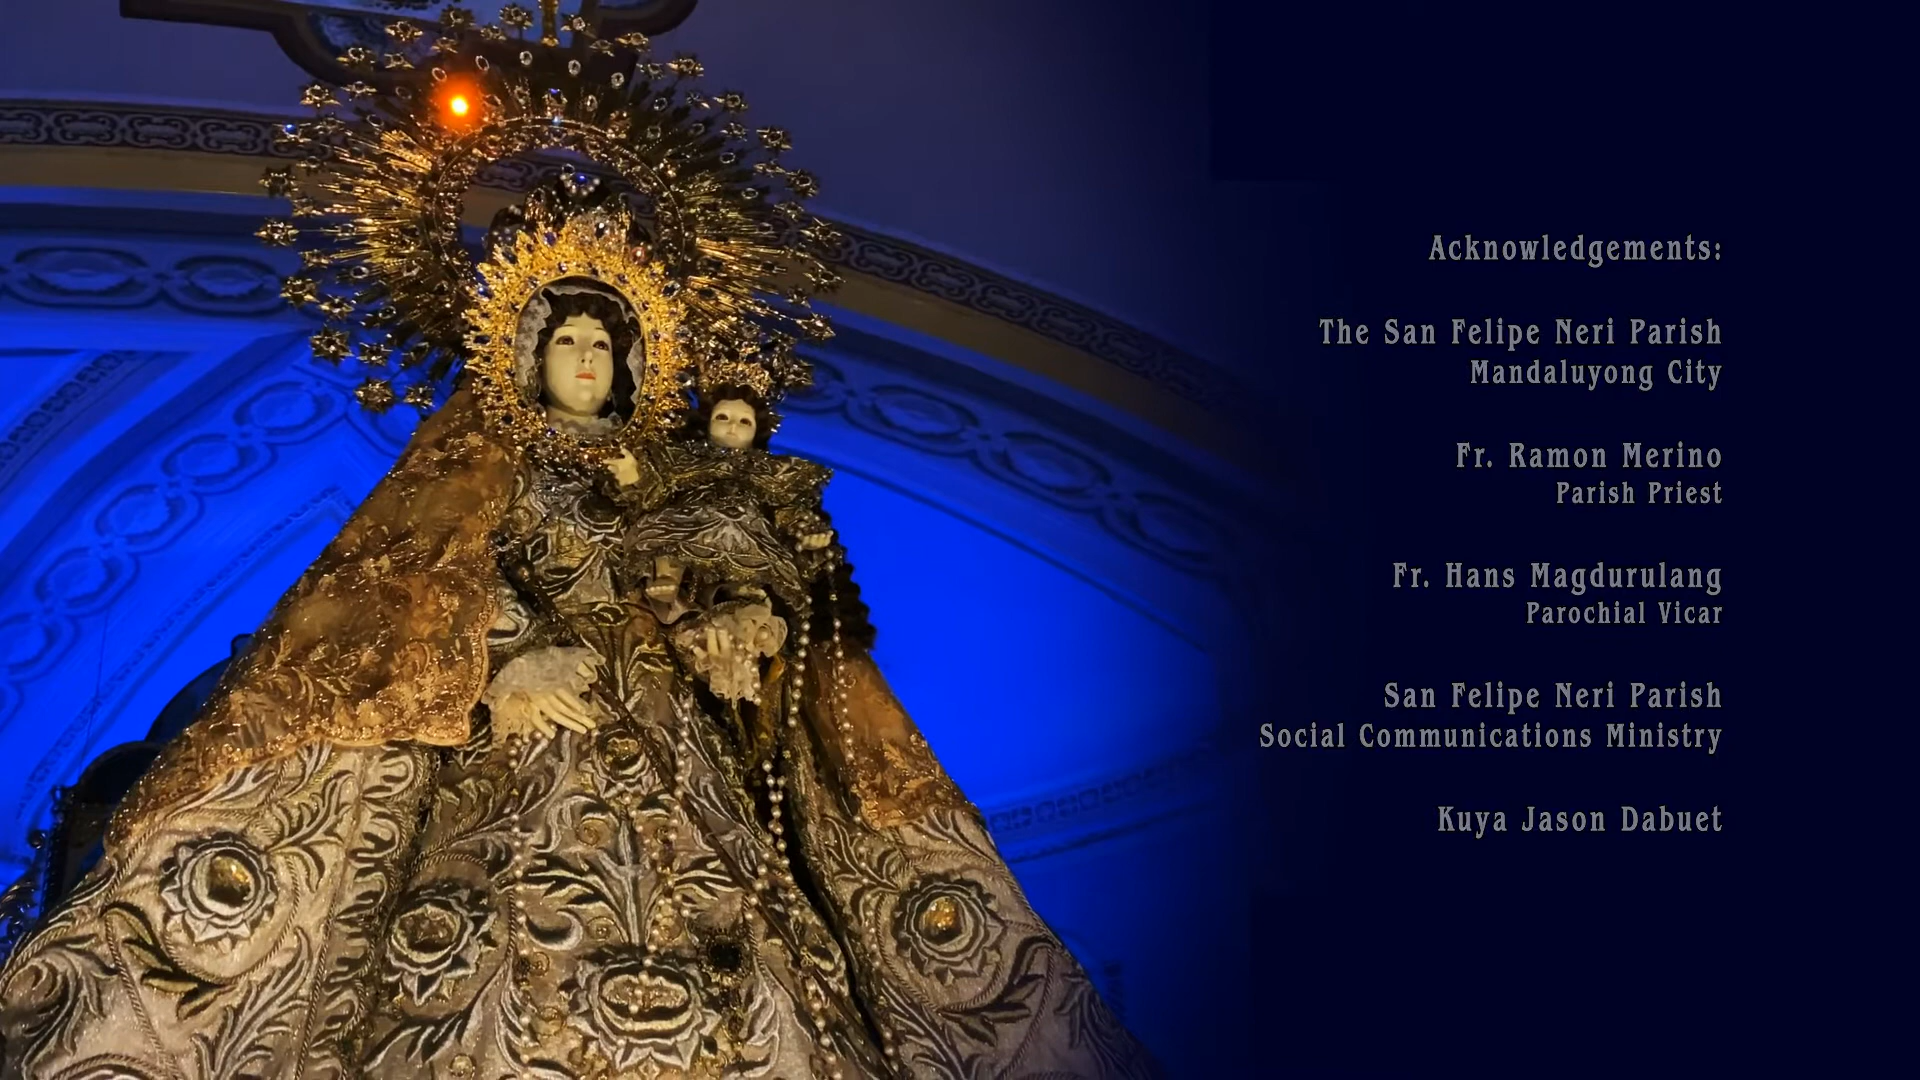 Acknowledgements:
The San Felipe Neri Parish
Mandaluyong City
Fr. Ramon Merino
Parish Priest
Fr. Hans Magdurulang
Parochial Vicar
San Felipe Neri Parish
Social Communications Ministry
Kuya Jason Dabuet